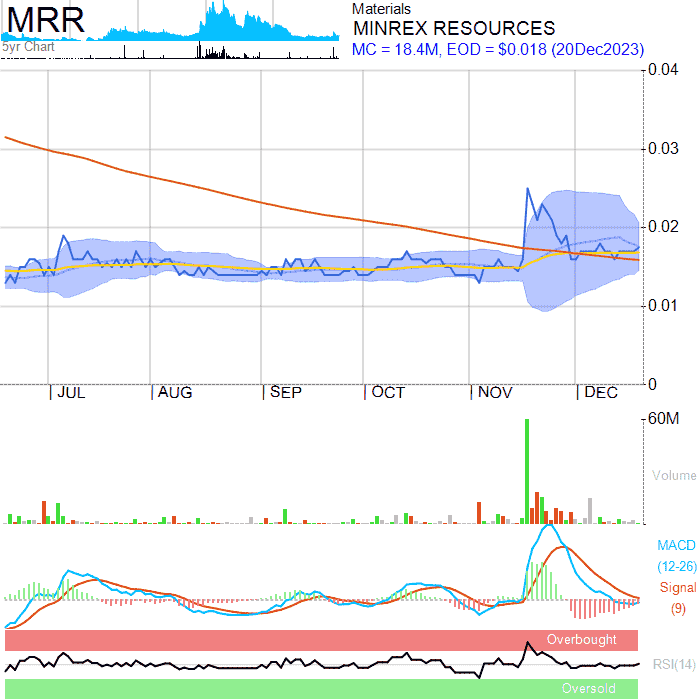 MRR
Materials
MINREX RESOURCES
5yr Chart
MC = 18.4M, EOD = $0.018 (20Dec2023)
0.04
0.03
0.02
0.01
0
JUL AUG SEP OCT NOV DEC
60M
Volume
MACD
(12-26)
Signal
(9)
Overbought
RSI(14)
Oversold